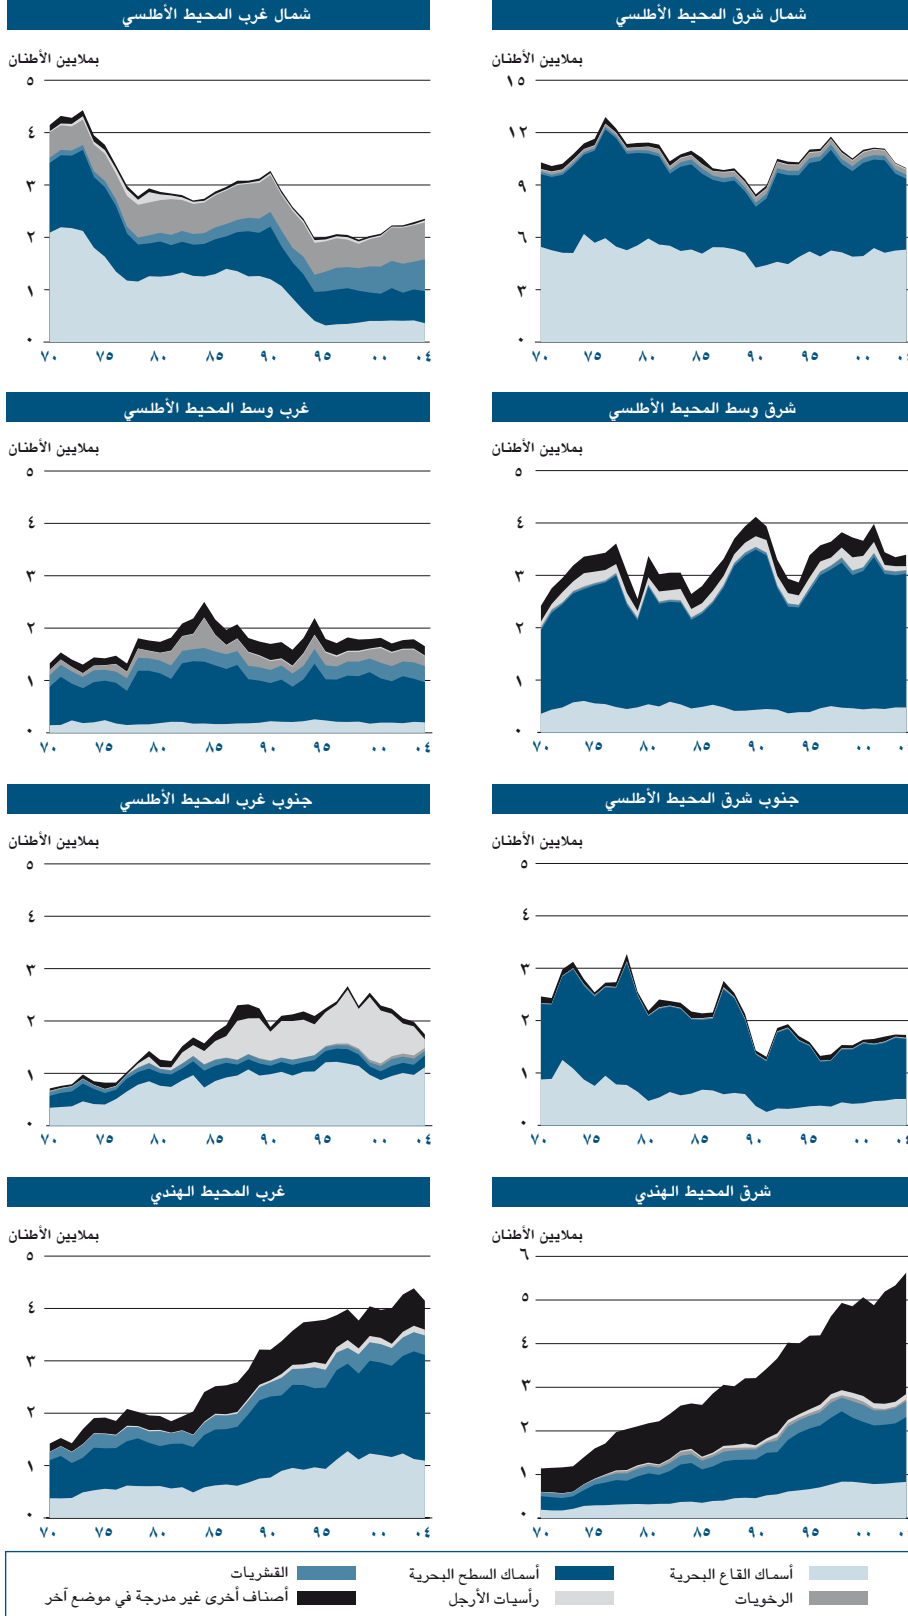 شمال شرق المحيط الأطلسي
بملايين الأطنان
١٥
١٢
٩
٦
٣
٠
٧٠ ٧٥ ٨٠ ٨٥ ٩٠ ٩٥ ٠٠
شمال غرب المحيط الأطلسي
بملايين الأطنان
٥
٤
٣
٢
١
٠
٧٠ ٧٥ ٨٠ ٨٥ ٩٠ ٩٥ ٠٠ ٠٤
شرق وسط المحيط الأطلسي
بملايين الأطنان
٥
٤
٣
٢
١
٠
٧٠ ٧٥ ٨٠ ٨٥ ٩٠ ٩٥ ٠٠
غرب وسط المحيط الأطلسي
بملايين الأطنان
٥
٤
٣
٢
١
٠
٧٠ ٧٥ ٨٠ ٨٥ ٩٠ ٩٥ ٠٠ ٠٤
جنوب شرق المحيط الأطلسي
بملايين الأطنان
٥
٤
٣
٢
١
٠
٧٠ ٧٥ ٨٠ ٨٥ ٩٠ ٩٥ ٠٠ ٠٤
جنوب غرب المحيط الأطلسي
بملايين الأطنان
٥
٤
٣
٢
١
٠
٧٠ ٧٥ ٨٠ ٨٥ ٩٠ ٩٥ ٠٠ ٠٤
شرق المحيط الهندي
بملايين الأطنان
٦
٥
٤
٣
٢
١
٠
٧٠ ٧٥ ٨٠ ٨٥ ٩٠ ٩٥ ٠٠
غرب المحيط الهندي
بملايين الأطنان
٥
٤
٣
٢
١
٠
٧٠ ٧٥ ٨٠ ٨٥ ٩٠ ٩٥ ٠٠ ٠٤
أسماك القاع البحرية أسماك السطح البحرية القشريات
الرخويات رأسيات الأرجل أصناف أخرى غير مدرجة في موضع آخر